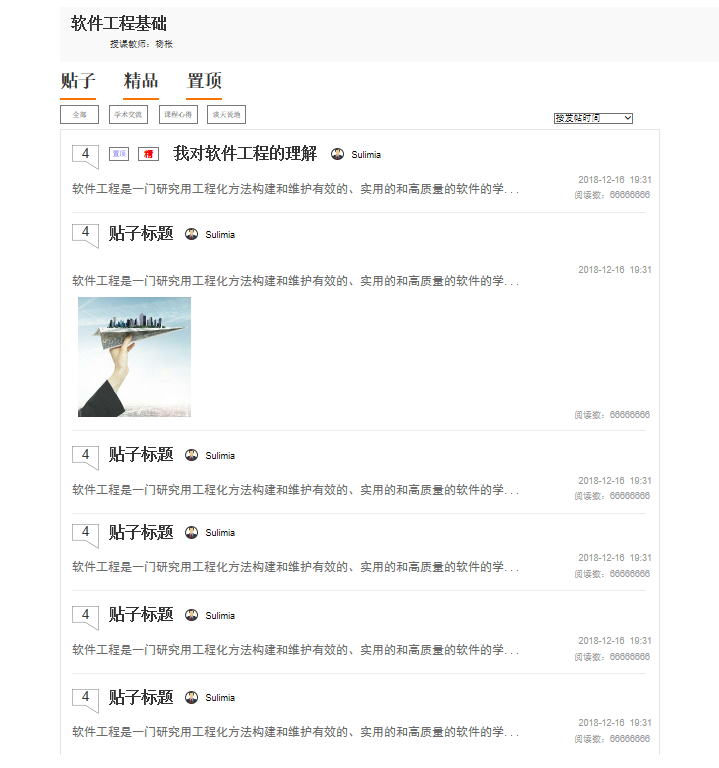 软件工程基础
授课教师：杨枨
贴子 精品 置顶
全部 学术交流 课程心得 谈天说地
按发帖时间
4 置顶 精 我对软件工程的理解 Sulimia
2018-12-16 19:31
软件工程是一门研究用工程化方法构建和维护有效的、实用的和高质量的软件的学...
阅读数：66666666
4 贴子标题 Sulimia
2018-12-16 19:31
软件工程是一门研究用工程化方法构建和维护有效的、实用的和高质量的软件的学...
阅读数：66666666
4 贴子标题 Sulimia
2018-12-16 19:31
软件工程是一门研究用工程化方法构建和维护有效的、实用的和高质量的软件的学...
阅读数：66666666
4 贴子标题 Sulimia
2018-12-16 19:31
软件工程是一门研究用工程化方法构建和维护有效的、实用的和高质量的软件的学...
阅读数：66666666
4 贴子标题 Sulimia
2018-12-16 19:31
软件工程是一门研究用工程化方法构建和维护有效的、实用的和高质量的软件的学...
阅读数：66666666
4 贴子标题 Sulimia
2018-12-16 19:31
软件工程是一门研究用工程化方法构建和维护有效的、实用的和高质量的软件的学...
阅读数：66666666